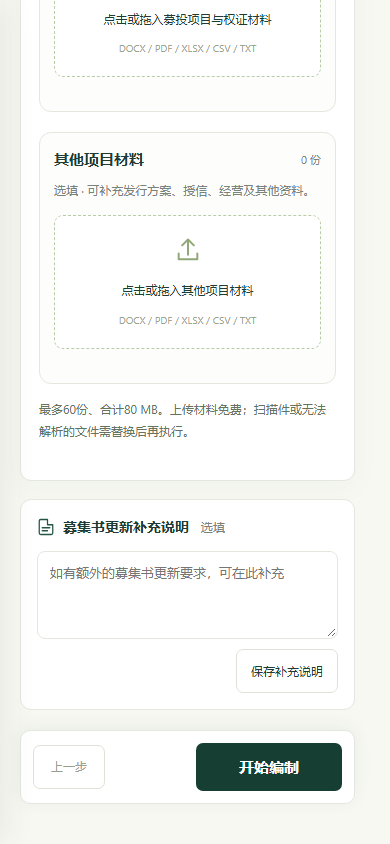 点击或拖入募投项目与权证材料
DOCX / PDF / XLSX / CSV / TXT
其他项目材料
0 份
选填 · 可补充发行方案、授信、经营及其他资料。
点击或拖入其他项目材料
DOCX / PDF / XLSX / CSV / TXT
最多60份、合计80 MB。上传材料免费；扫描件或无法
解析的文件需替换后再执行。
募集书更新补充说明 选填
如有额外的募集书更新要求，可在此补充
保存补充说明
上一步
开始编制